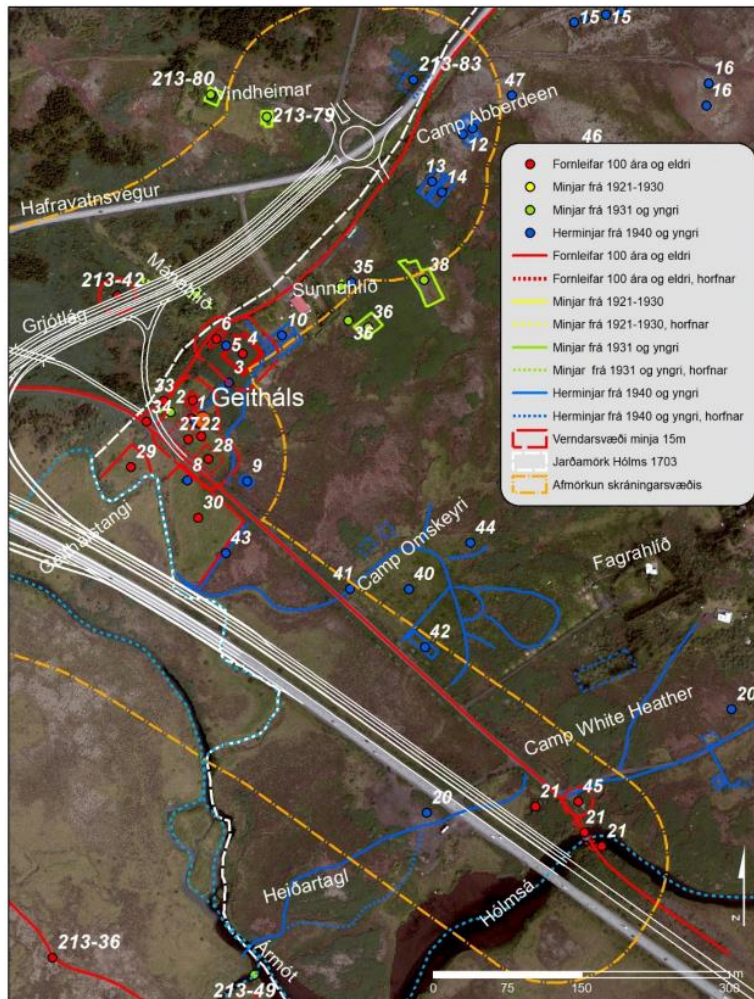 15 15
213-80
Vindheimar
213-83
47
16
16
213-79
Camp Abberdeen
12
46
13
14
Hafravatnsvegur
213-42
Mánahlíð
35
38
Sunnuhlíð
Grjótlág
36
36
6
5 4
10
3
33
2 1
Geitháls
34
27 22
28
29
8
9
30
Geithálstangi
43
44
Camp Omskeyri
Fagrahlíð
41
40
42
Camp White Heather
20
20
21
45
21
21
Heiðartagl
Hólmsá
213-36
Ármót
213-49
Fornleifar 100 ára og eldri
Minjar frá 1921-1930
Minjar frá 1931 og yngri
Herminjar frá 1940 og yngri
Fornleifar 100 ára og eldri
Fornleifar 100 ára og eldri, horfnar
Minjar frá 1921-1930
Minjar frá 1921-1930, horfnar
Minjar frá 1931 og yngri
Minjar frá 1931 og yngri, horfnar
Herminjar frá 1940 og yngri
Herminjar frá 1940 og yngri, horfnar
Verndarsvæði minja 15m
Jarðamörk Hólms 1703
Afmörkun skráningarsvæðis
N
m
0 75 150 300